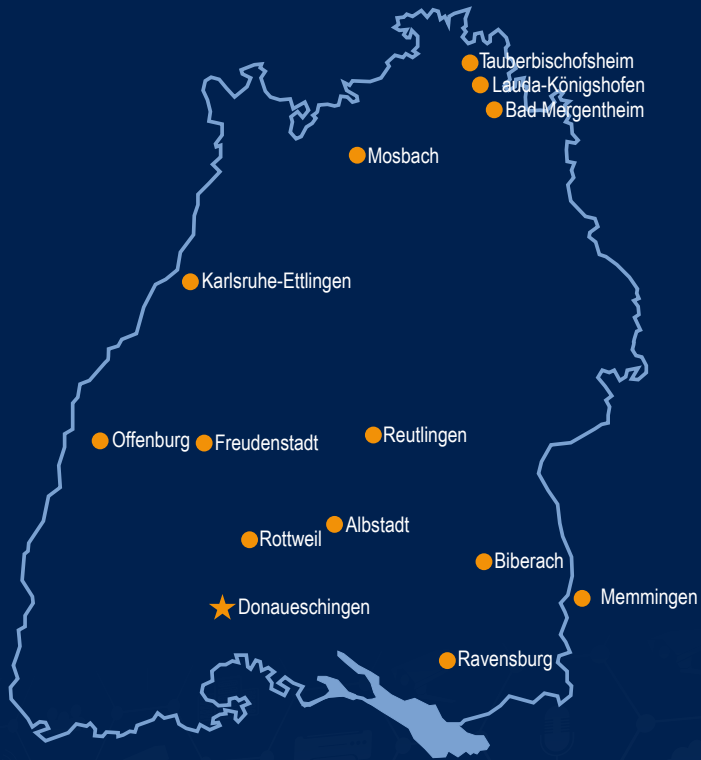 Tauberbischofsheim
Lauda-Königshofen
Bad Mergentheim
Mosbach
Karlsruhe-Ettlingen
Offenburg
Freudenstadt
Reutlingen
Albstadt
Rottweil
Biberach
Memmingen
Donaueschingen
Ravensburg